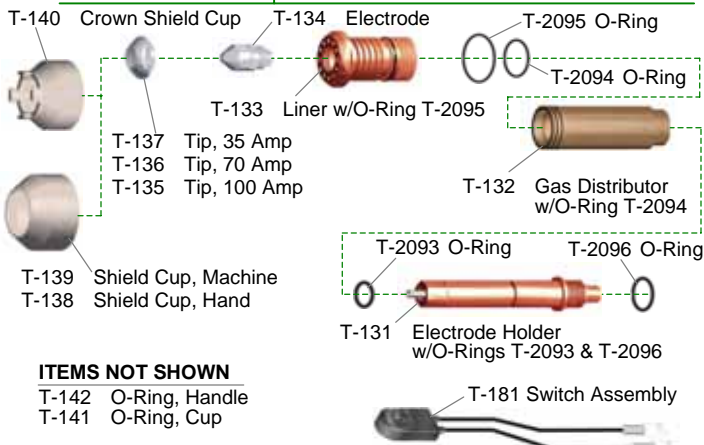 T-140 Crown Shield Cup
T-134 Electrode
T-2095 O-Ring
T-2094 O-Ring
T-133 Liner w/O-Ring T-2095
T-137 Tip, 35 Amp
T-136 Tip, 70 Amp
T-135 Tip, 100 Amp
T-132 Gas Distributor
w/O-Ring T-2094
T-2093 O-Ring
T-2096 O-Ring
T-139 Shield Cup, Machine
T-138 Shield Cup, Hand
T-131 Electrode Holder
w/O-Rings T-2093 & T-2096
ITEMS NOT SHOWN
T-142 O-Ring, Handle
T-141 O-Ring, Cup
T-181 Switch Assembly